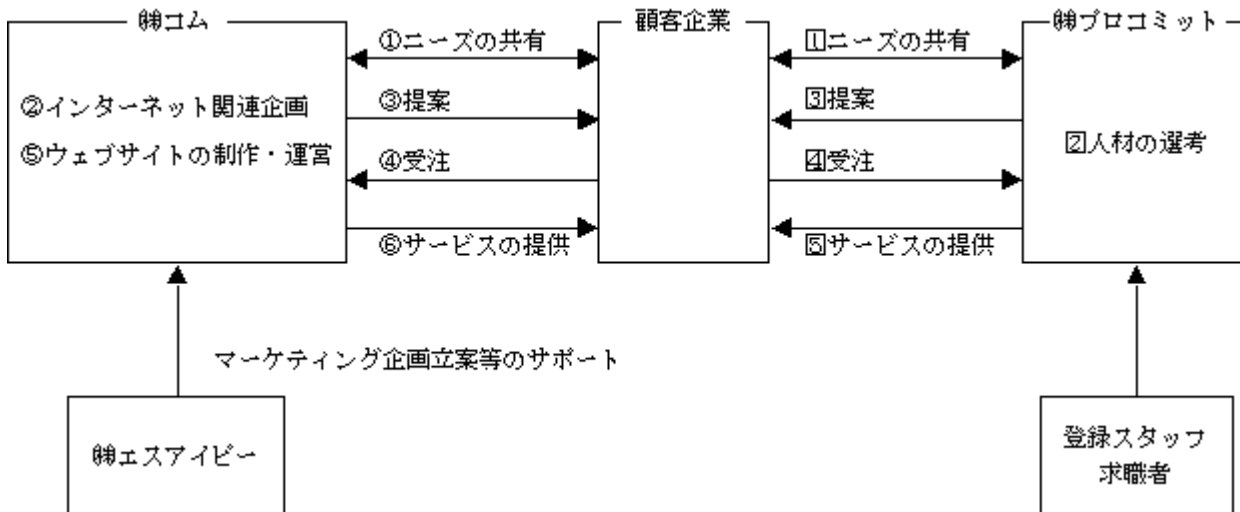 ㈱コム
顧客企業
㈱プロコミット
①ニーズの共有
1ニーズの共有
②インターネット関連企画
③提案
3提案
⑤ウェブサイトの制作・運営
2人材の選考
④受注
4受注
⑥サービスの提供
5サービスの提供
マーケティング企画立案等のサポート
㈱エスアイピー
登録スタッフ
求職者